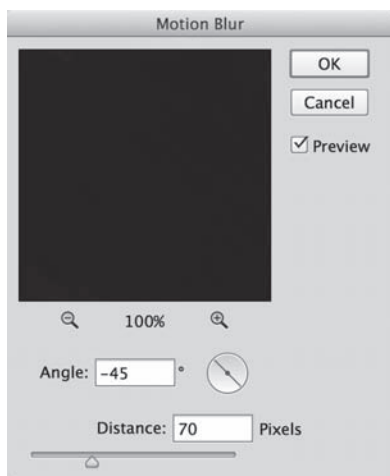 Motion Blur
OK
Cancel
Preview
100%
Angle: -45 °
Distance: 70 Pixels